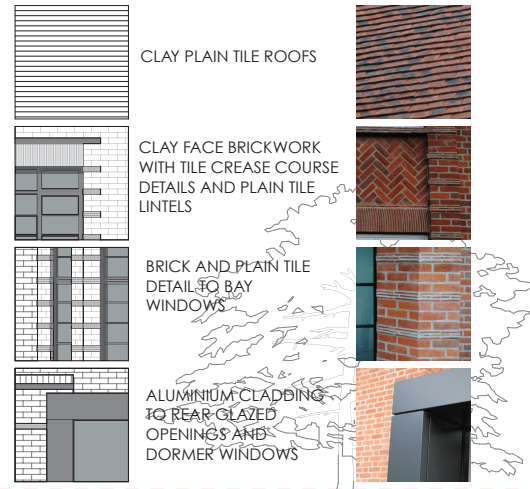 CLAY PLAIN TILE ROOFS
CLAY FACE BRICKWORK
WITH TILE CREASE COURSE
DETAILS AND PLAIN TILE
LINTELS
BRICK AND PLAIN TILE
DETAIL TO BAY
WINDOWS
ALUMINIUM CLADDING
TO REAR GLAZED
OPENINGS AND
DORMER WINDOWS